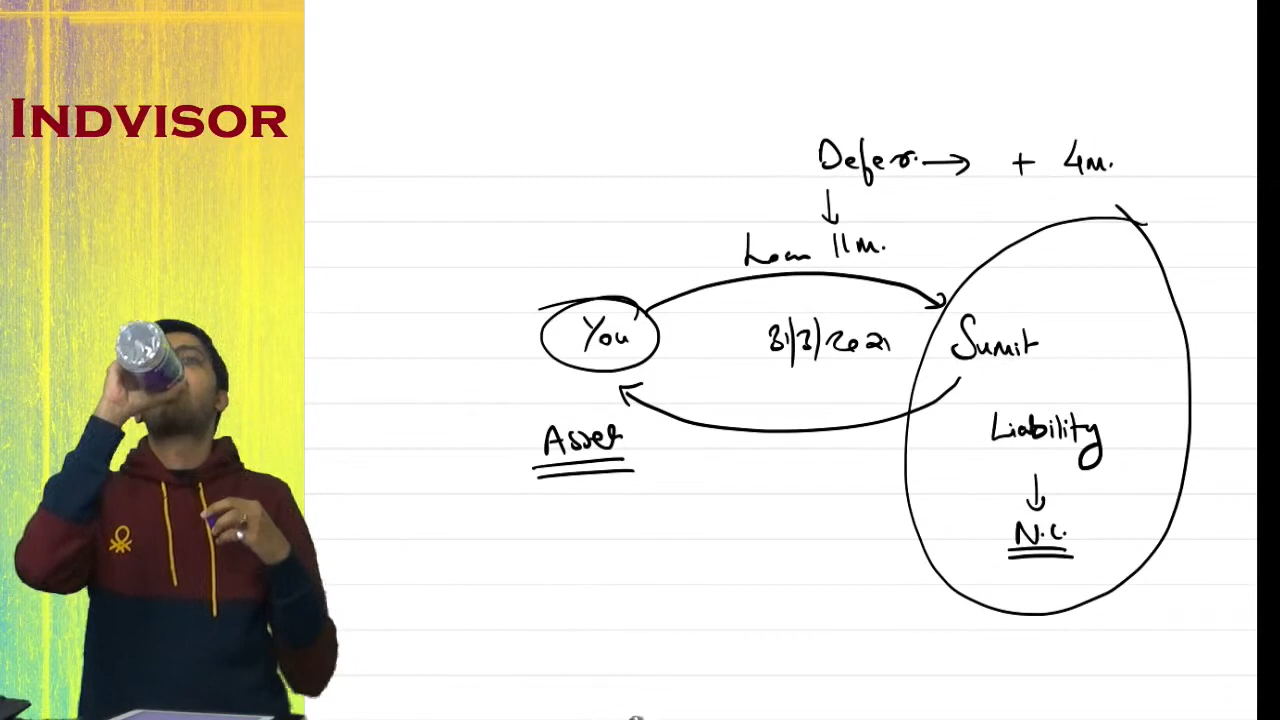 INDVISOR
Defer. → + 4m.
↓
Loan 11m.
You
31/3/2021
Sumit
Asset
Liability
↓
N.C.